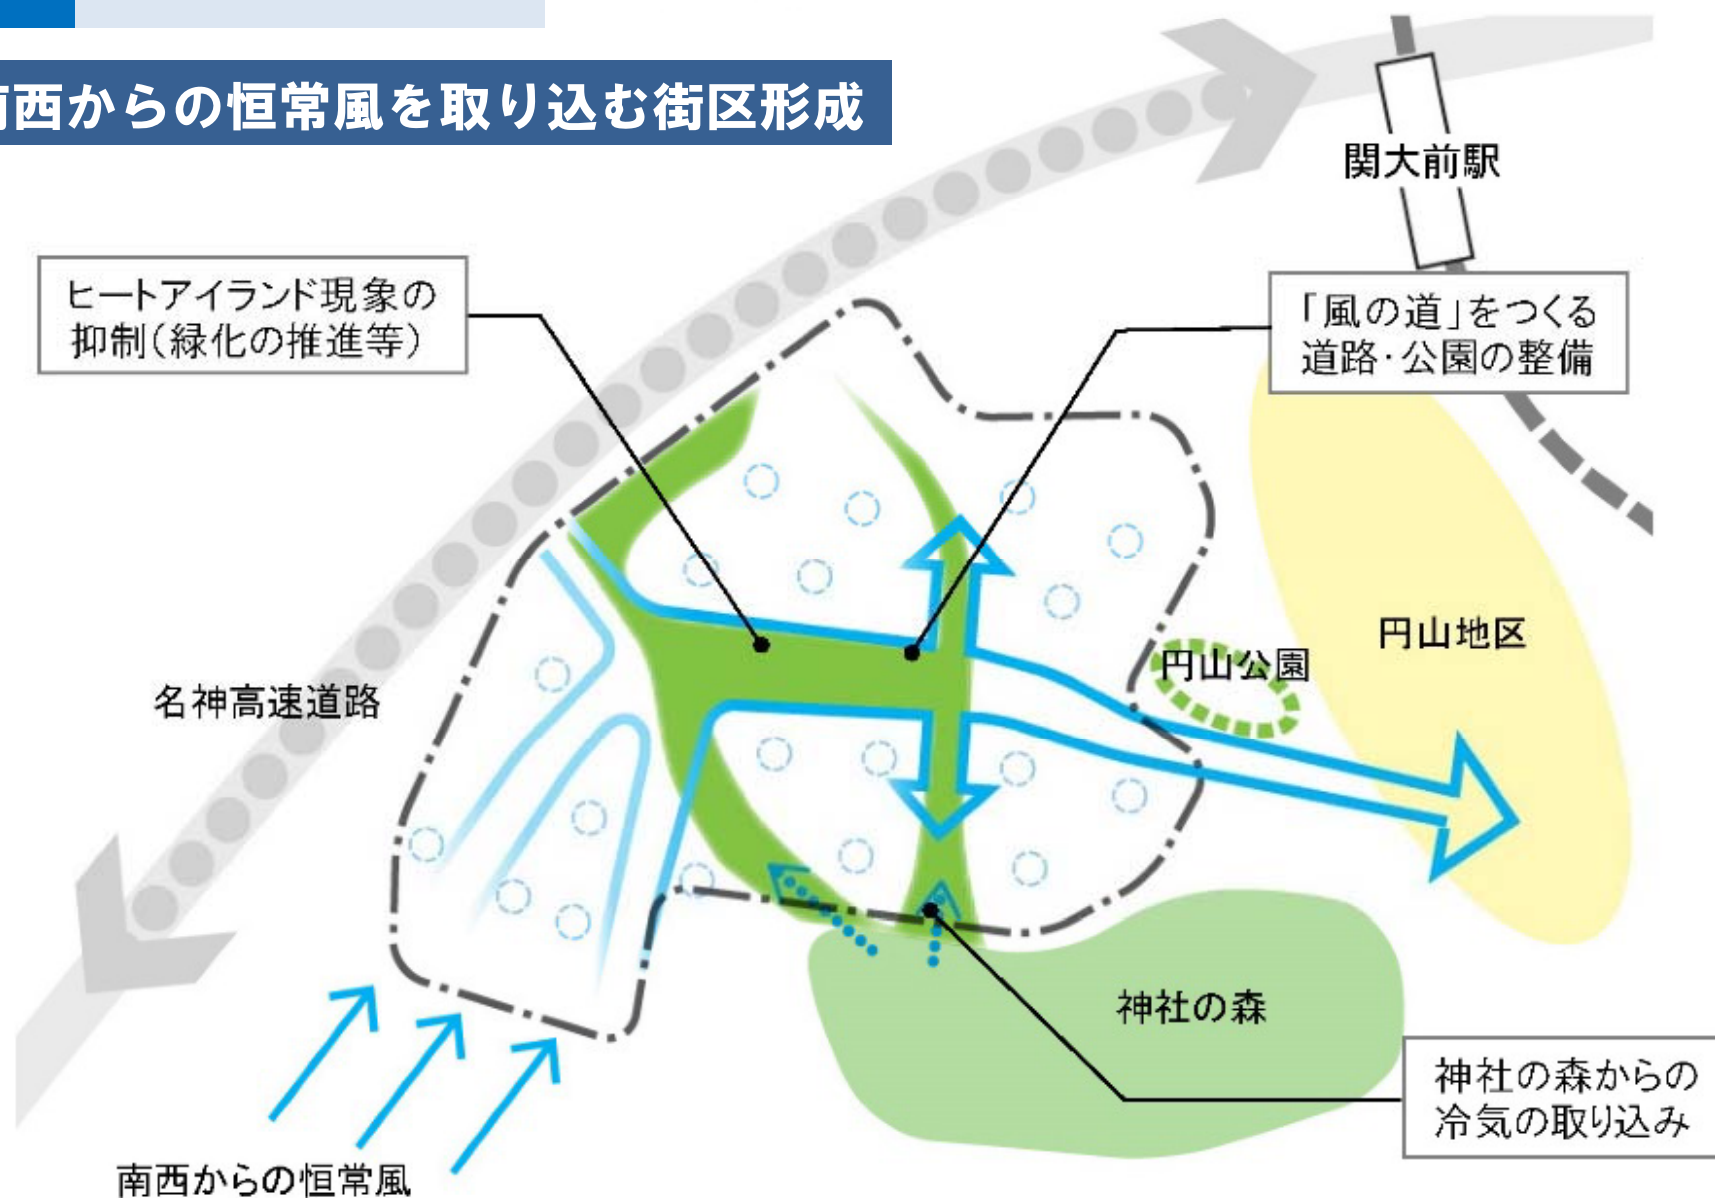 南西からの恒常風を取り込む街区形成
関大前駅
ヒートアイランド現象の
抑制（緑化の推進等）
「風の道」をつくる
道路・公園の整備
円山地区
円山公園
名神高速道路
神社の森
神社の森からの
冷気の取り込み
南西からの恒常風